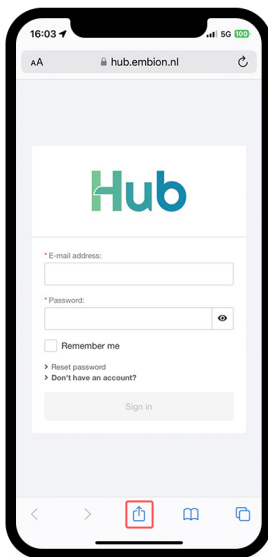 16:03 5G 100
AA hub.embion.nl
Hub
* E-mail address:
* Password:
Remember me
> Reset password
> Don't have an account?
Sign in